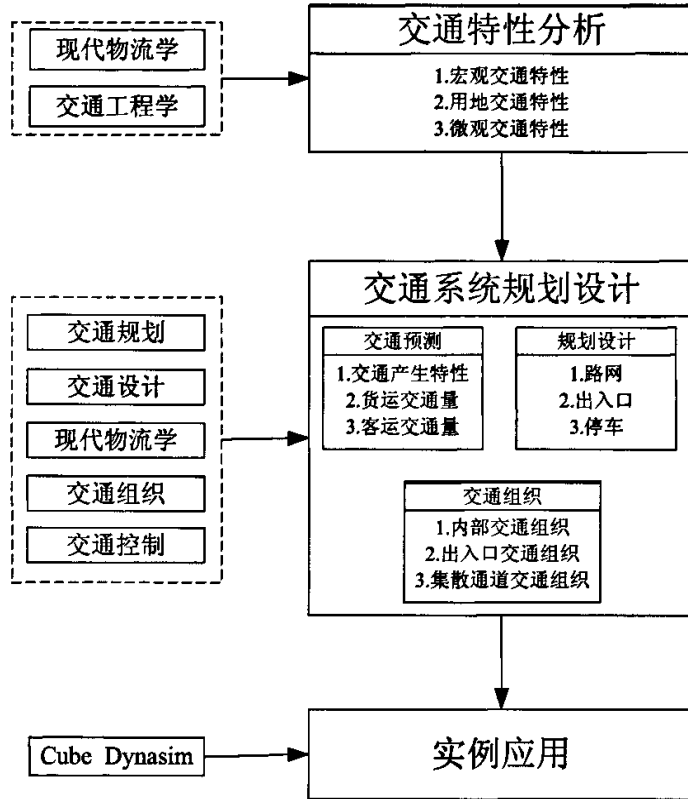 现代物流学
交通工程学
交通特性分析
1.宏观交通特性
2.用地交通特性
3.微观交通特性
交通规划
交通设计
现代物流学
交通组织
交通控制
交通系统规划设计
交通预测
1.交通产生特性
2.货运交通量
3.客运交通量
规划设计
1.路网
2.出入口
3.停车
交通组织
1.内部交通组织
2.出入口交通组织
3.集散通道交通组织
Cube Dynasim
实例应用